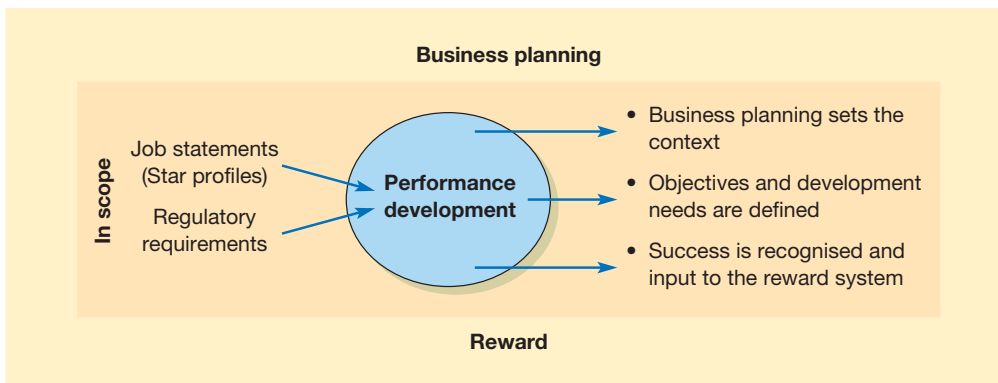 Business planning
In scope
Job statements
(Star profiles)
Regulatory
requirements
Performance
development
• Business planning sets the
context
• Objectives and development
needs are defined
• Success is recognised and
input to the reward system
Reward